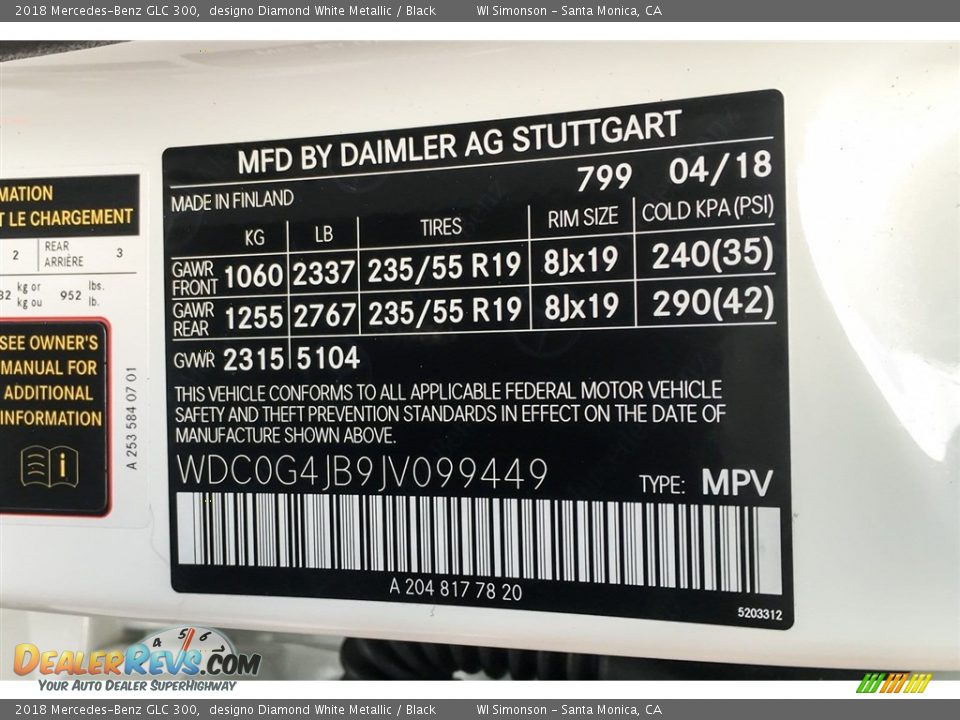 2018 Mercedes-Benz GLC 300, designo Diamond White Metallic / Black WI Simonson - Santa Monica, CA
MATION
T LE CHARGEMENT
2 REAR ARRIÈRE 3
kg or kg ou 952 lbs. lb.
SEE OWNER'S
MANUAL FOR
ADDITIONAL
INFORMATION
A 253 584 07 01
MFD BY DAIMLER AG STUTTGART
799 04/18
MADE IN FINLAND
KG LB TIRES RIM SIZE COLD KPA (PSI)
GAWR FRONT 1060 2337 235/55 R19 8Jx19 240(35)
GAWR REAR 1255 2767 235/55 R19 8Jx19 290(42)
GVWR 2315 5104
THIS VEHICLE CONFORMS TO ALL APPLICABLE FEDERAL MOTOR VEHICLE
SAFETY AND THEFT PREVENTION STANDARDS IN EFFECT ON THE DATE OF
MANUFACTURE SHOWN ABOVE.
WDC0G4JB9JV099449 TYPE: MPV
A 204 817 78 20
5203312
4 5 6
DEALERREVS.COM
YOUR AUTO DEALER SUPERHIGHWAY
2018 Mercedes-Benz GLC 300, designo Diamond White Metallic / Black WI Simonson - Santa Monica, CA